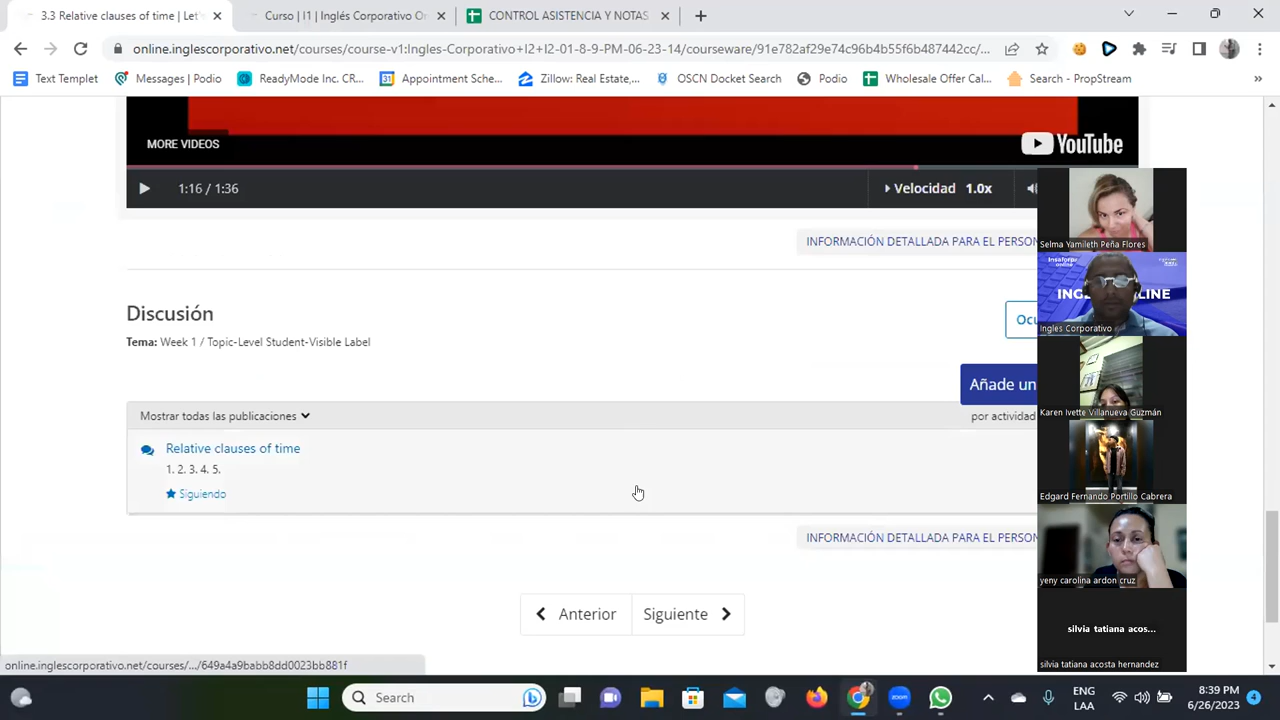 3.3 Relative clauses of time | Let'
Curso | I1 | Inglés Corporativo On
CONTROL ASISTENCIA Y NOTAS
online.inglescorporativo.net/courses/course-v1:Ingles-Corporativo+I2+I2-01-8-9-PM-06-23-14/courseware/91e782af29e74c96b4b55f6b487442cc/...
Text Templet
Messages | Podio
ReadyMode Inc. CR...
Appointment Sche...
Zillow: Real Estate,...
OSCN Docket Search
Podio
Wholesale Offer Cal...
Search - PropStream
»
MORE VIDEOS
YouTube
1:16 / 1:36
Velocidad 1.0x
INFORMACIÓN DETALLADA PARA EL PERSON
Discusión
Ocu
Tema: Week 1 / Topic-Level Student-Visible Label
Añade un
Mostrar todas las publicaciones
por actividad
Relative clauses of time
1. 2. 3. 4. 5.
Siguiendo
INFORMACIÓN DETALLADA PARA EL PERSON
Anterior
Siguiente
Selma Yamileth Peña Flores
Insaforp
online
INGL
LINE
Ingles Corporativo
Karen Ivette Villanueva Guzmán
Edgard Fernando Portillo Cabrera
yeny carolina ardon cruz
silvia tatiana acos...
silvia tatiana acosta hernandez
online.inglescorporativo.net/courses/.../649a4a9babb8dd0023bb881f
Search
zoom
ENG
LAA
8:39 PM
6/26/2023
4